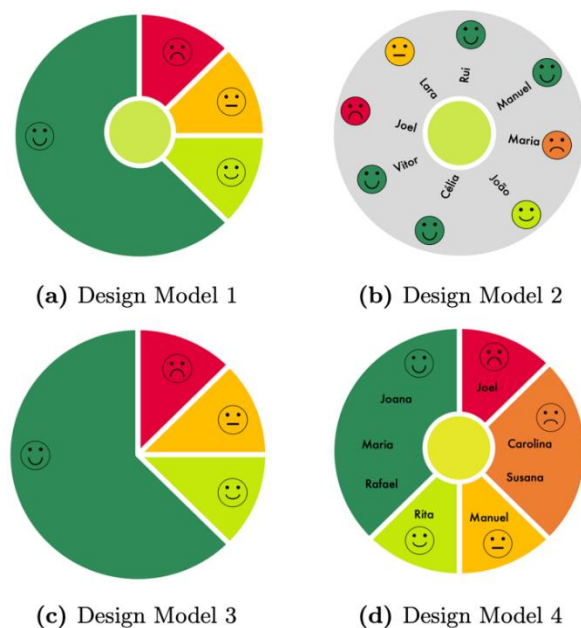 Rui
Lara
Manuel
Joel
Maria
Vitor
João
Célia
(a) Design Model 1
(b) Design Model 2
Joel
Joana
Maria
Carolina
Rafael
Susana
Rita
Manuel
(c) Design Model 3
(d) Design Model 4